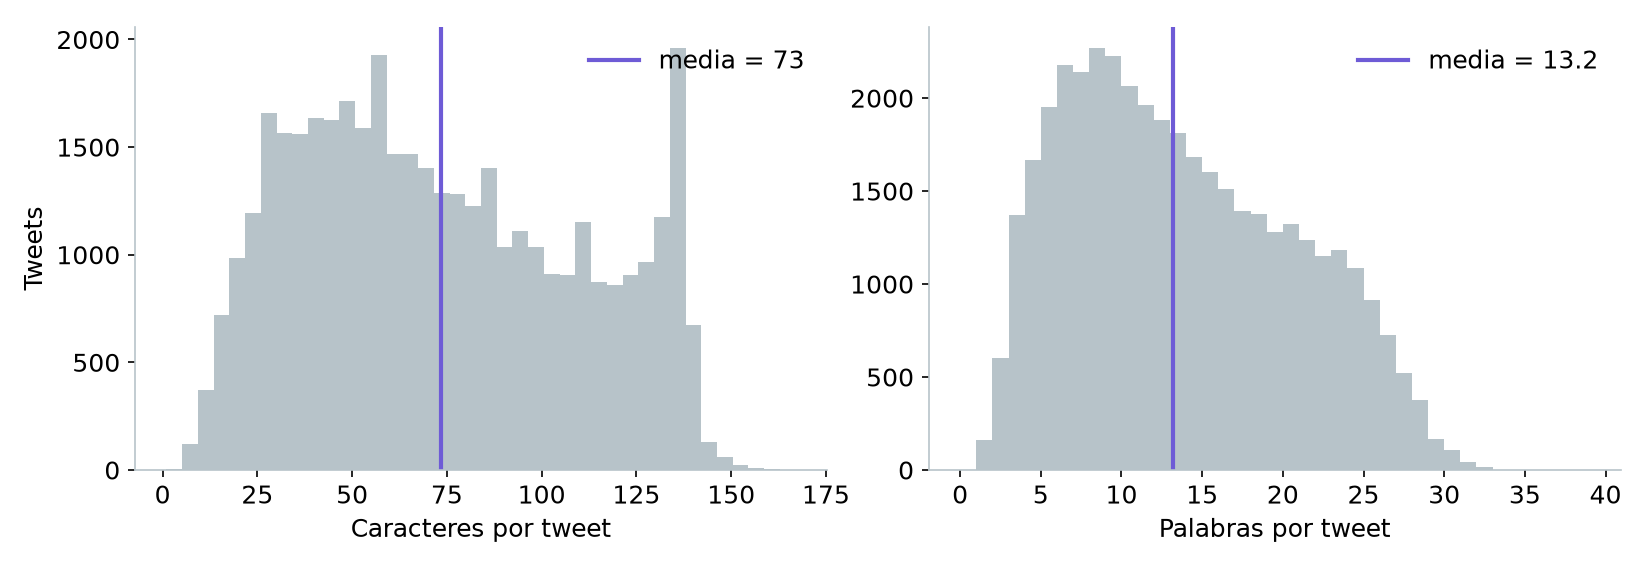 2000
1500
1000
500
0
Tweets
media = 73
0 25 50 75 100 125 150 175
Caracteres por tweet
2000
1500
1000
500
0
media = 13.2
0 5 10 15 20 25 30 35 40
Palabras por tweet